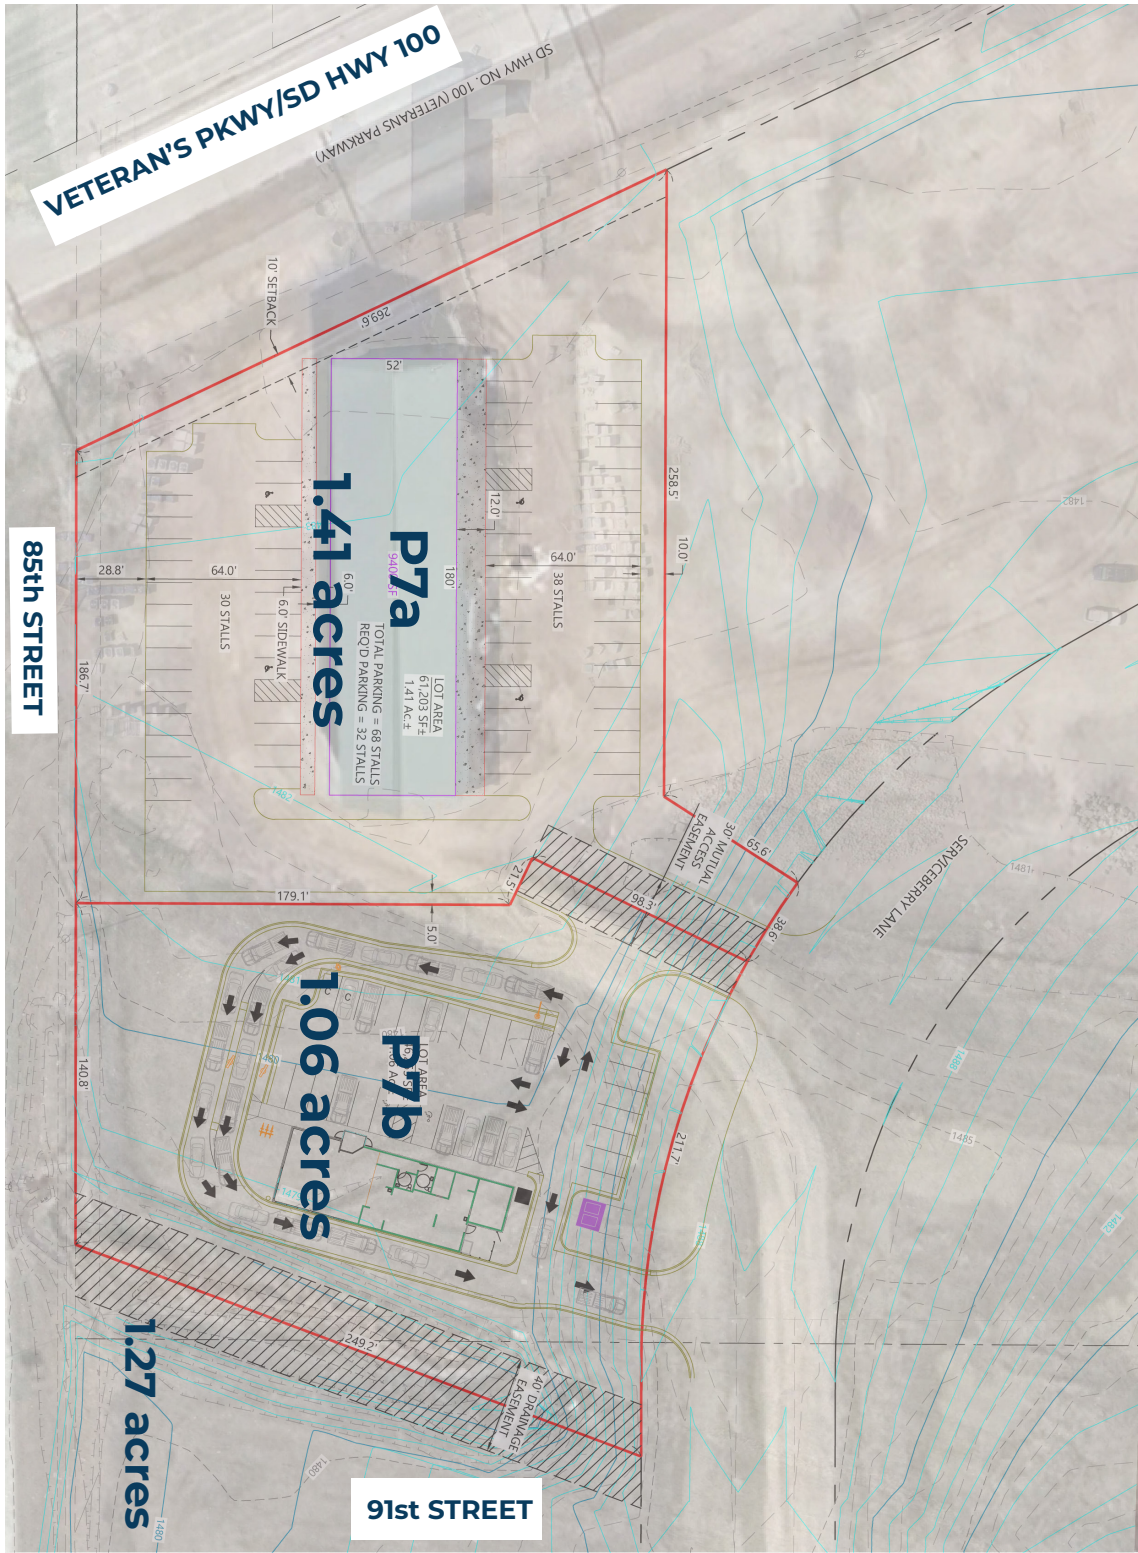 VETERAN'S PKWY/SD HWY 100
SD HWY NO. 100 (VETERANS PARKWAY)
10' SETBACK
269.6'
52'
258.5'
10.0'
12.0'
64.0'
38 STALLS
180'
P7a
1.41 acres
6.0'
6.0' SIDEWALK
64.0'
30 STALLS
28.8'
186.7'
85th STREET
LOT AREA
61,203 SF±
1.41 Ac.±
TOTAL PARKING = 68 STALLS
REQ'D PARKING = 32 STALLS
1482
1482
30' MUTUAL
ACCESS
EASEMENT
65.6'
38.6'
98.3'
21.5'
179.1'
5.0'
SERVICEBERRY LANE
1481
1486
1485
1482
P7b
1.06 acres
LOT AREA
C
C
1480
140.8'
211.7'
249.2'
40' DRAINAGE
EASEMENT
1.27 acres
1480
1480
91st STREET